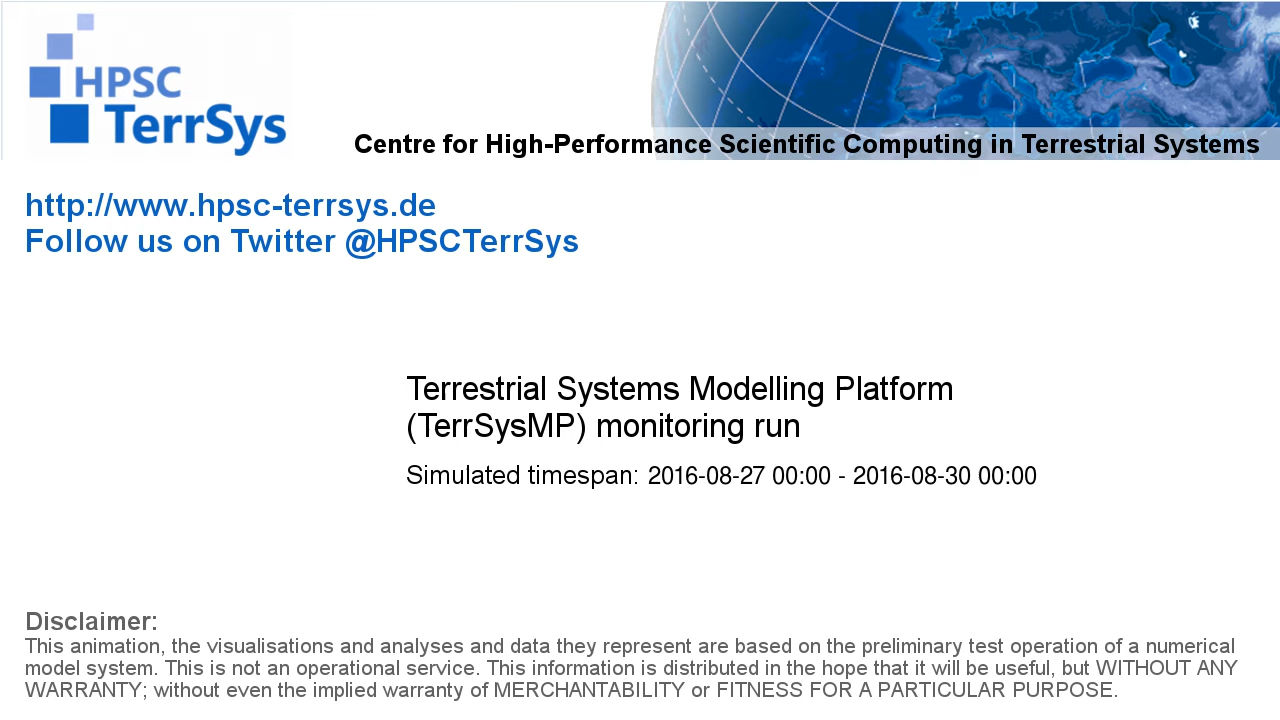 HPSC
TerrSys
Centre for High-Performance Scientific Computing in Terrestrial Systems
http://www.hpsc-terrsys.de
Follow us on Twitter @HPSCTerrSys
Terrestrial Systems Modelling Platform
(TerrSysMP) monitoring run
Simulated timespan: 2016-08-27 00:00 - 2016-08-30 00:00
Disclaimer:
This animation, the visualisations and analyses and data they represent are based on the preliminary test operation of a numerical
model system. This is not an operational service. This information is distributed in the hope that it will be useful, but WITHOUT ANY
WARRANTY; without even the implied warranty of MERCHANTABILITY or FITNESS FOR A PARTICULAR PURPOSE.